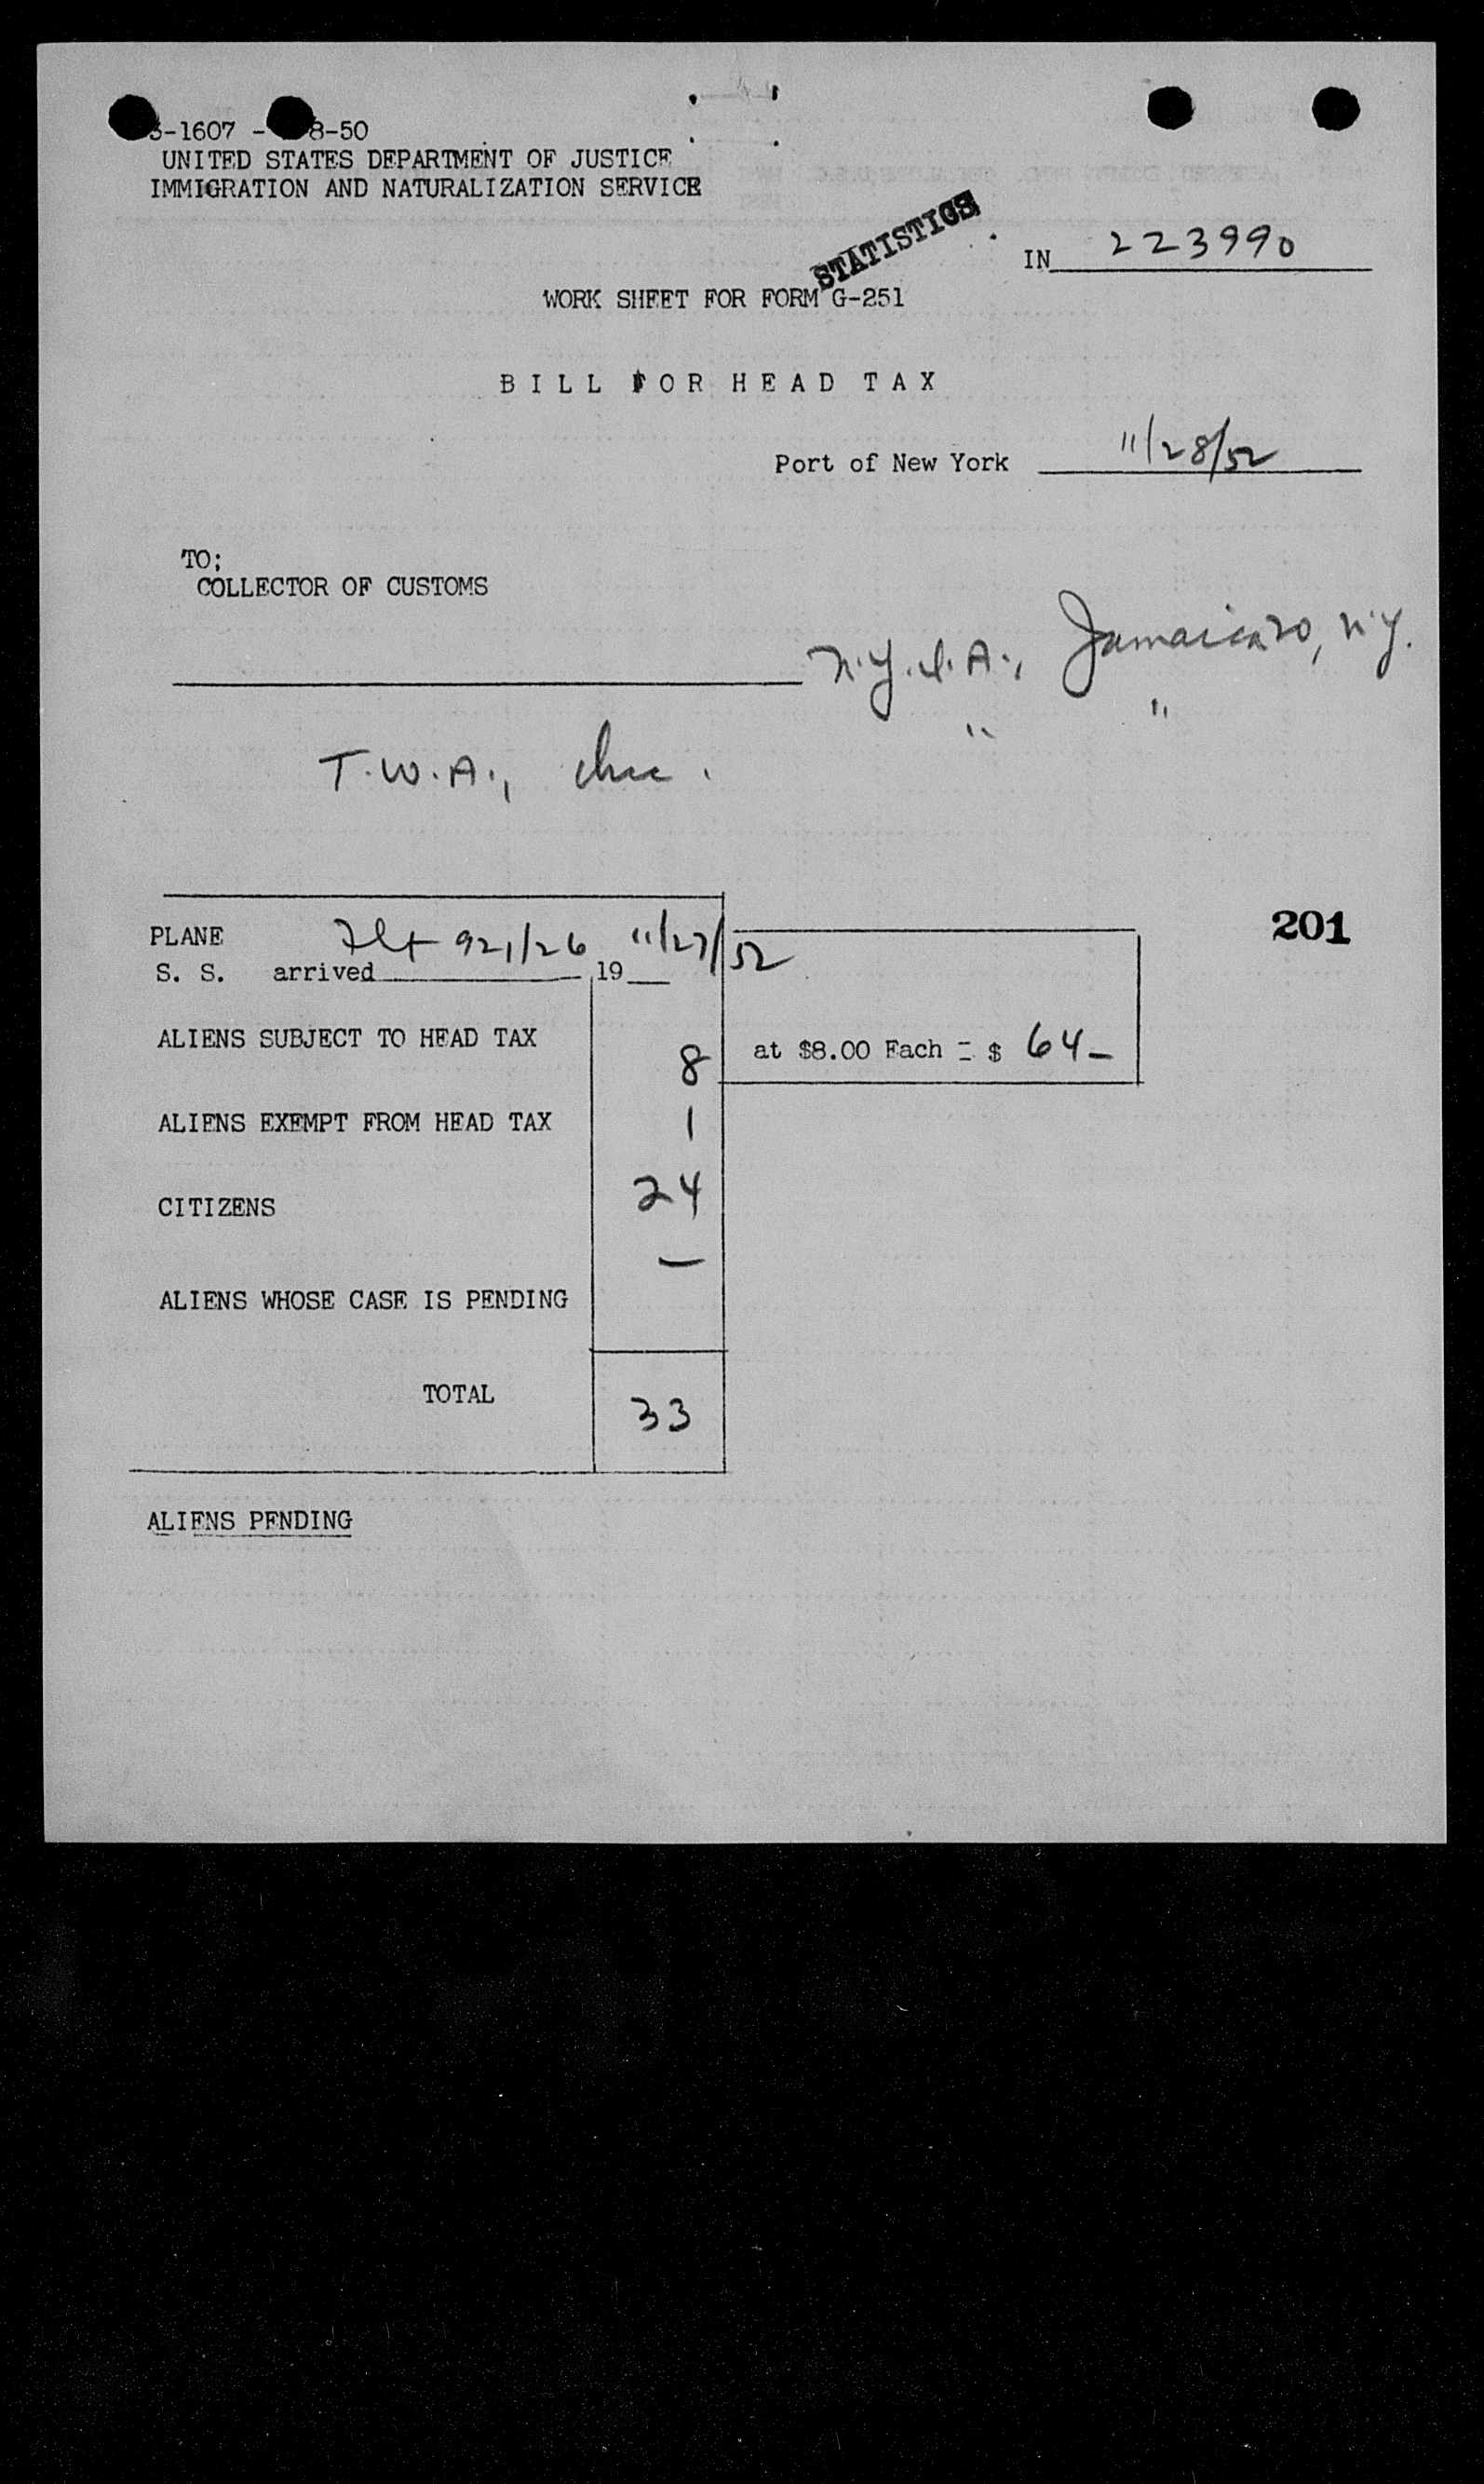 -1607 - 8-50
UNITED STATES DEPARTMENT OF JUSTICE
IMMIGRATION AND NATURALIZATION SERVICE
STATISTICS
IN 223990
WORK SHEET FOR FORM G-251
BILL FOR HEAD TAX
Port of New York 11/28/52
TO;
COLLECTOR OF CUSTOMS
N.Y.I.A., Jamaica 20, N.Y.
" "
T.W.A., Inc.
201
PLANE Flt 921/26 11/27/52
S. S. arrived 19
ALIENS SUBJECT TO HEAD TAX 8 at $8.00 Each = $ 64-
ALIENS EXEMPT FROM HEAD TAX 1
CITIZENS 24
ALIENS WHOSE CASE IS PENDING —
TOTAL 33
ALIENS PENDING